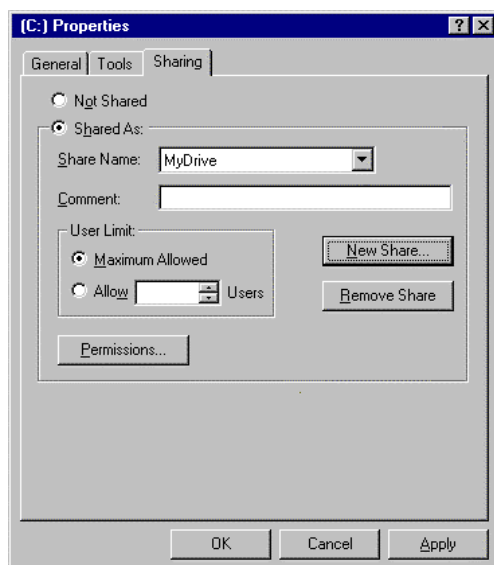 (C:) Properties
General Tools Sharing
Not Shared
Shared As:
Share Name: MyDrive
Comment:
User Limit:
Maximum Allowed
New Share...
Allow Users
Remove Share
Permissions...
OK Cancel Apply